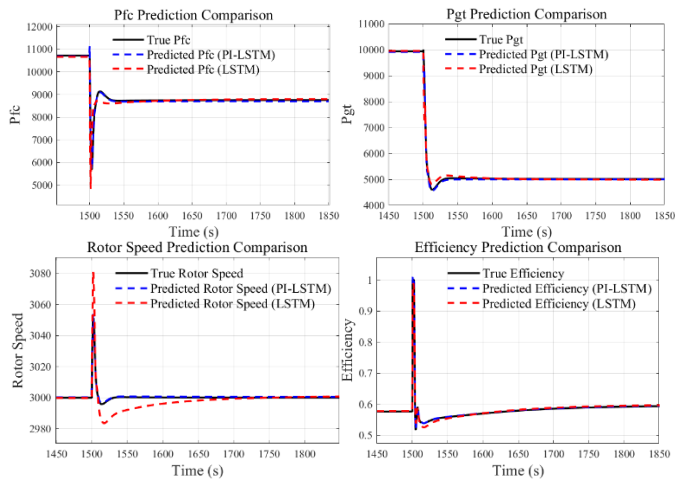 Pfc Prediction Comparison
11000
10000
9000
8000
7000
6000
5000
Pfc
True Pfc
Predicted Pfc (PI-LSTM)
Predicted Pfc (LSTM)
1450 1500 1550 1600 1650 1700 1750 1800 1850
Time (s)
Pgt Prediction Comparison
11000
10000
9000
8000
7000
6000
5000
4000
Pgt
True Pgt
Predicted Pgt (PI-LSTM)
Predicted Pgt (LSTM)
1450 1500 1550 1600 1650 1700 1750 1800 1850
Time (s)
Rotor Speed Prediction Comparison
3080
3060
3040
3020
3000
2980
Rotor Speed
True Rotor Speed
Predicted Rotor Speed (PI-LSTM)
Predicted Rotor Speed (LSTM)
1450 1500 1550 1600 1650 1700 1750 1800
Time (s)
Efficiency Prediction Comparison
1
0.9
0.8
0.7
0.6
0.5
Efficiency
True Efficiency
Predicted Efficiency (PI-LSTM)
Predicted Efficiency (LSTM)
1450 1500 1550 1600 1650 1700 1750 1800 1850
Time (s)